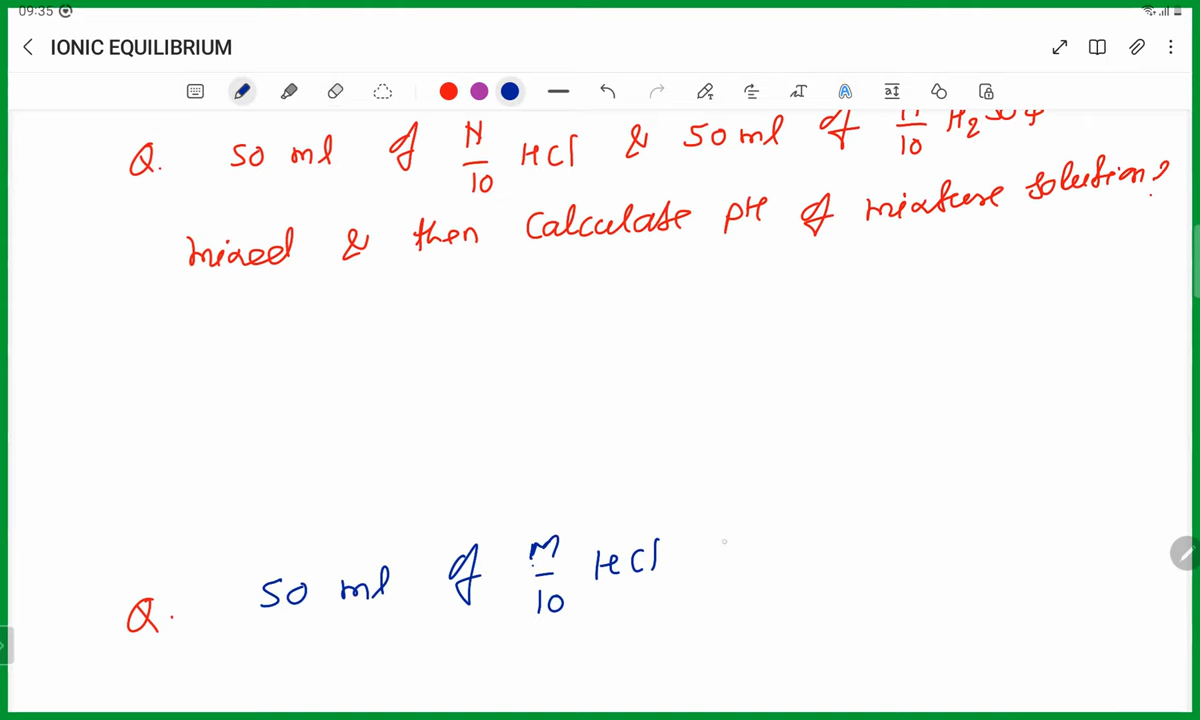 09:35
IONIC EQUILIBRIUM
Q. 50 ml of N/10 HCl & 50 ml of /10 H2SO4
mixed & then Calculate pH of mixture solution?
Q. 50 ml of M/10 HCl